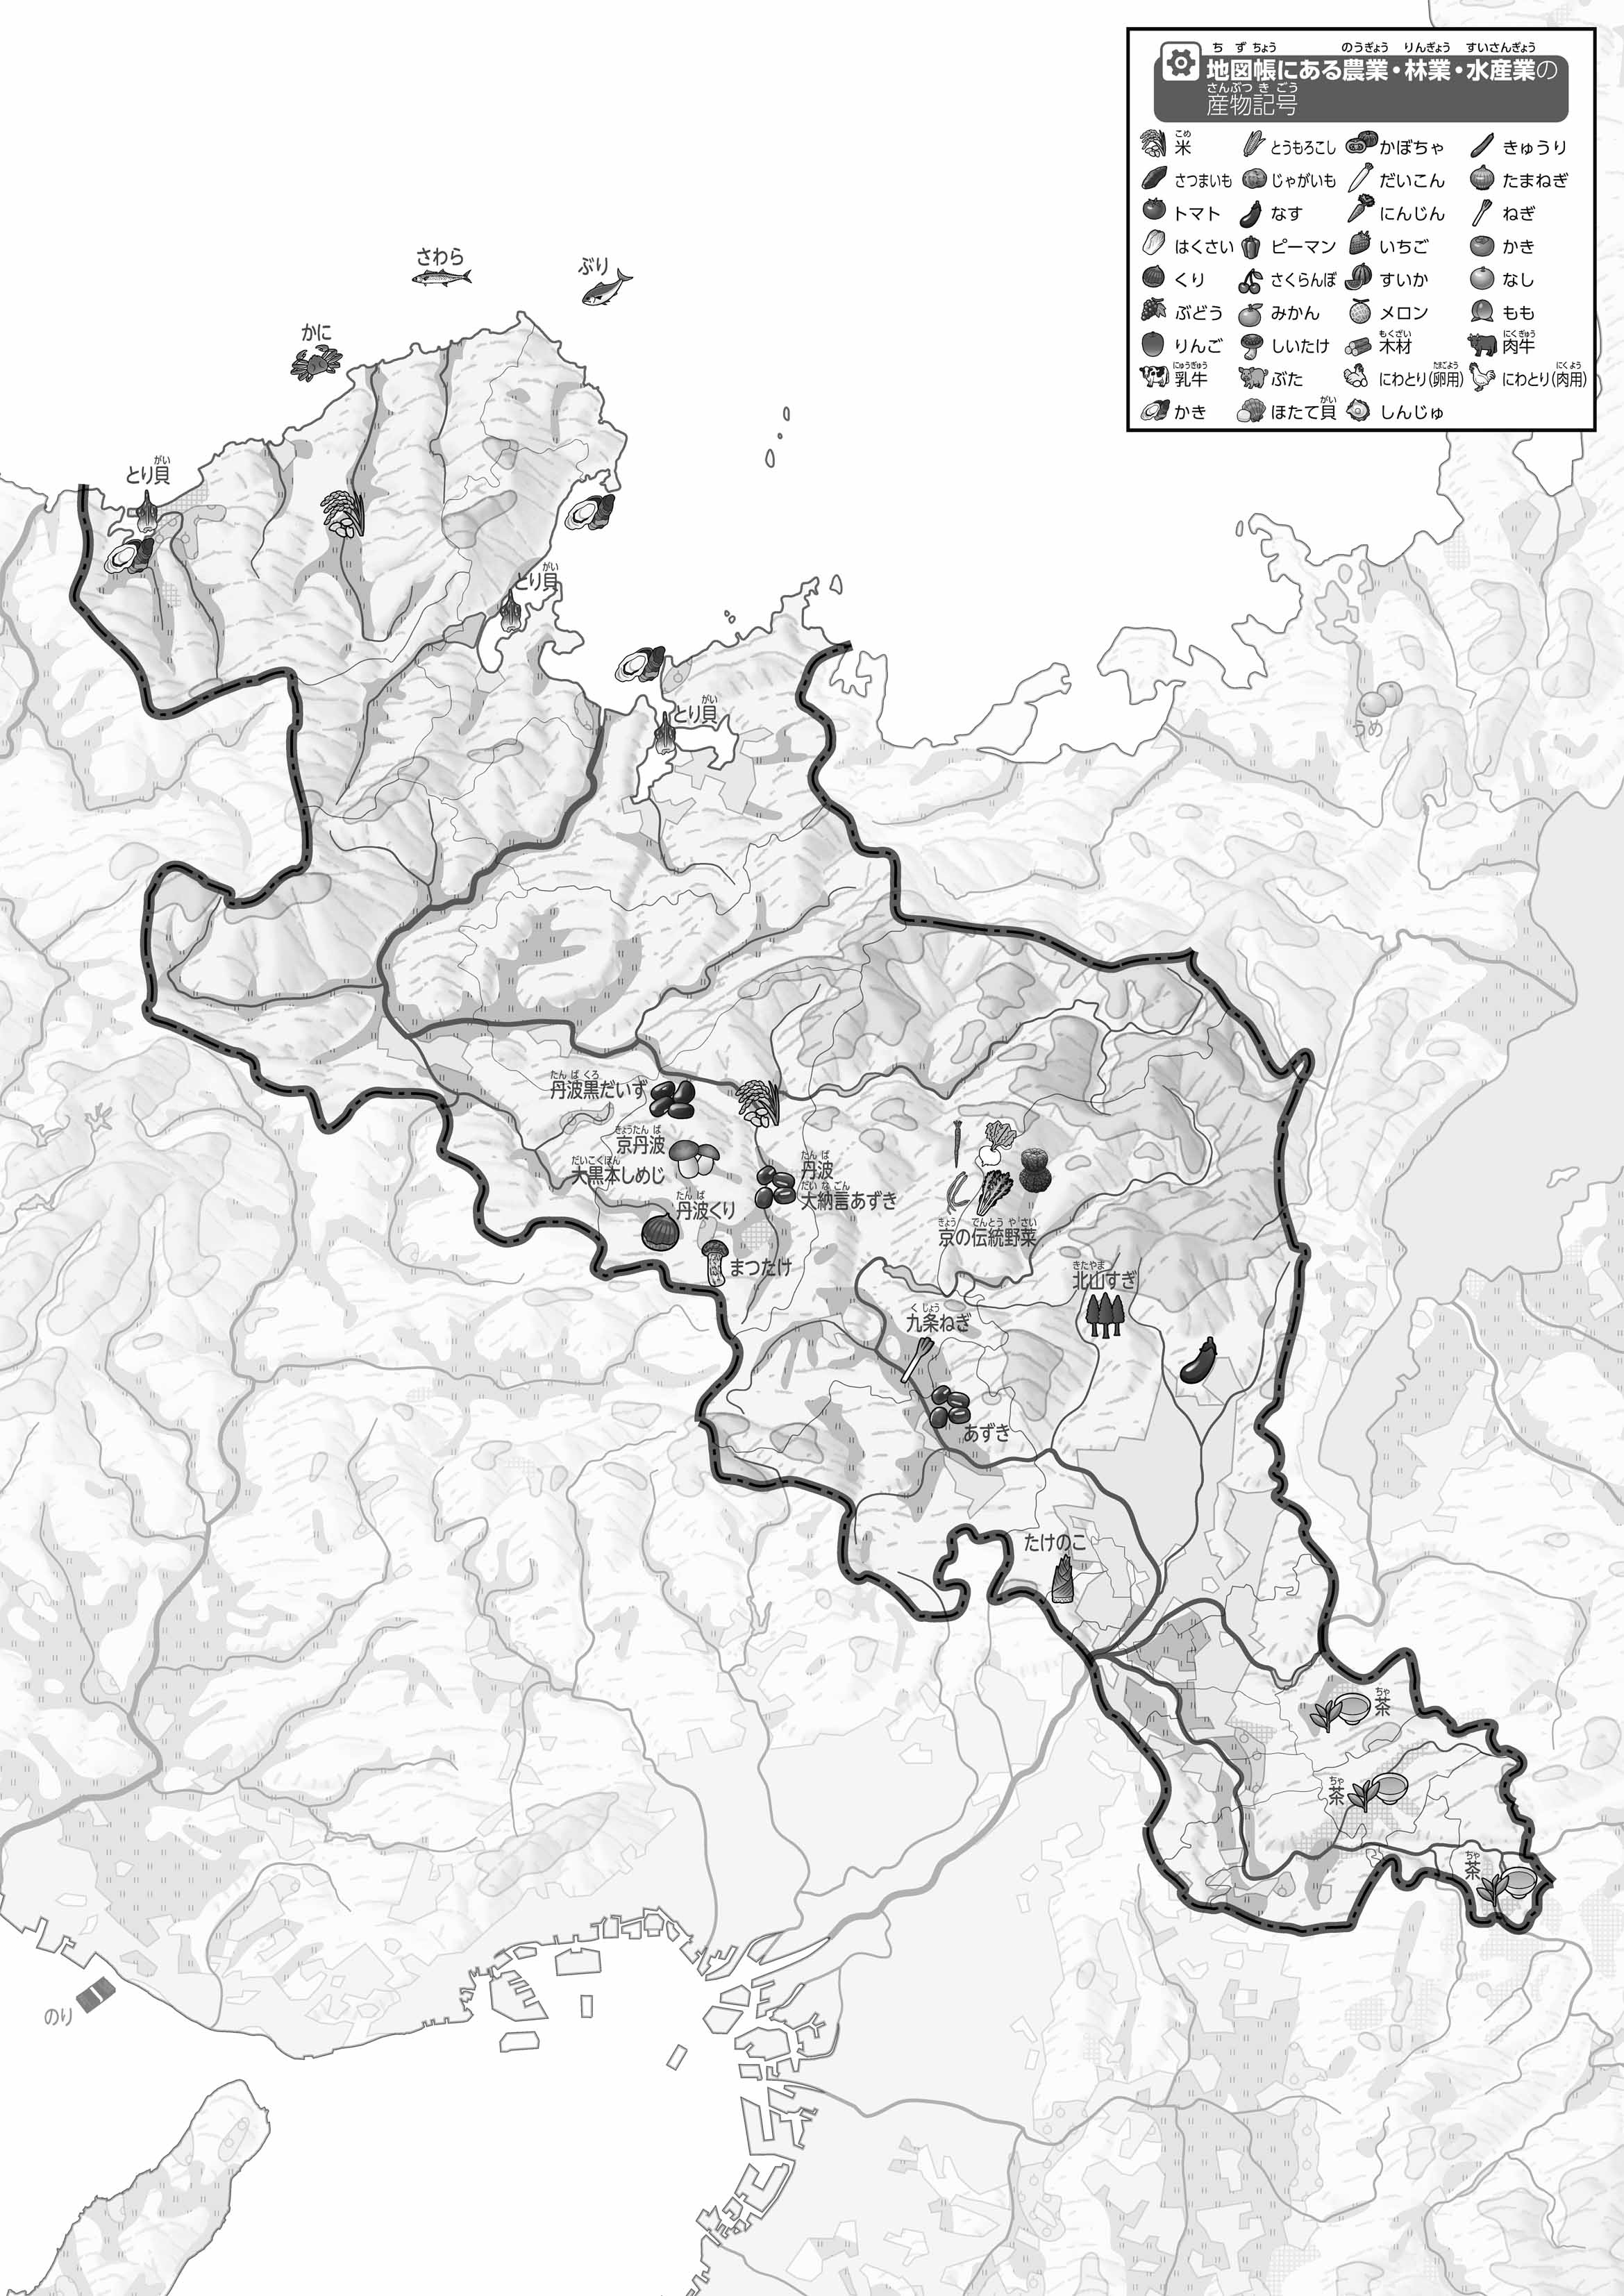 地図帳にある農業・林業・水産業の
産物記号
米 とうもろこし かぼちゃ きゅうり
さつまいも じゃがいも だいこん たまねぎ
トマト なす にんじん ねぎ
はくさい ピーマン いちご かき
くり さくらんぼ すいか なし
ぶどう みかん メロン もも
りんご しいたけ 木材 肉牛
乳牛 ぶた にわとり(卵用) にわとり(肉用)
かき ほたて貝 しんじゅ
さわら
ぶり
かに
とり貝
とり貝
とり貝
うめ
丹波黒だいず
京丹波
大黒本しめじ
丹波
大納言あずき
丹波くり
まつたけ
京の伝統野菜
北山すぎ
九条ねぎ
あずき
たけのこ
茶
茶
茶
のり